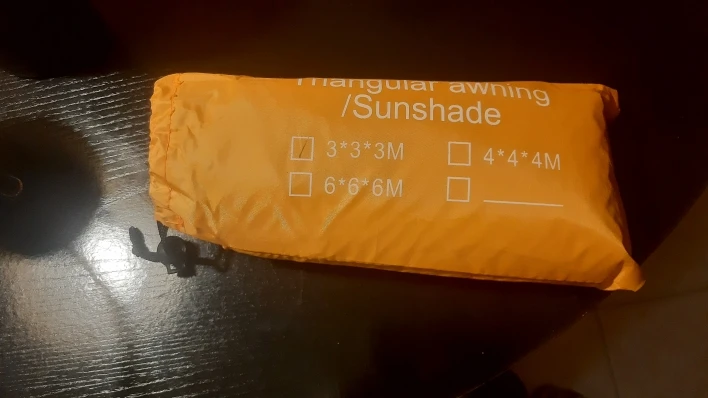 Triangular awning
/Sunshade
3*3*3M 4*4*4M
6*6*6M